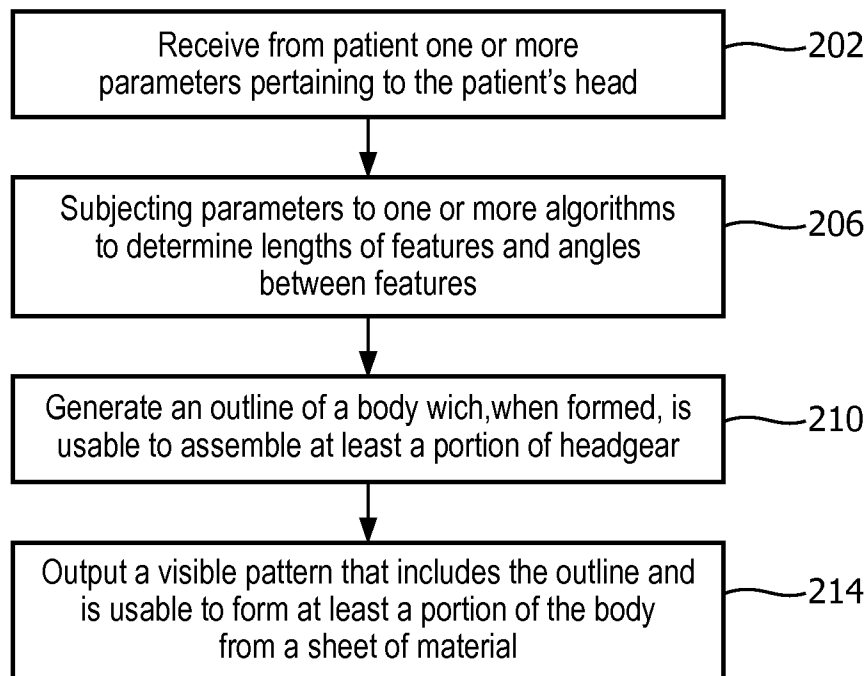 Receive from patient one or more
parameters pertaining to the patient's head
202
Subjecting parameters to one or more algorithms
to determine lengths of features and angles
between features
206
Generate an outline of a body wich,when formed, is
usable to assemble at least a portion of headgear
210
Output a visible pattern that includes the outline and
is usable to form at least a portion of the body
from a sheet of material
214